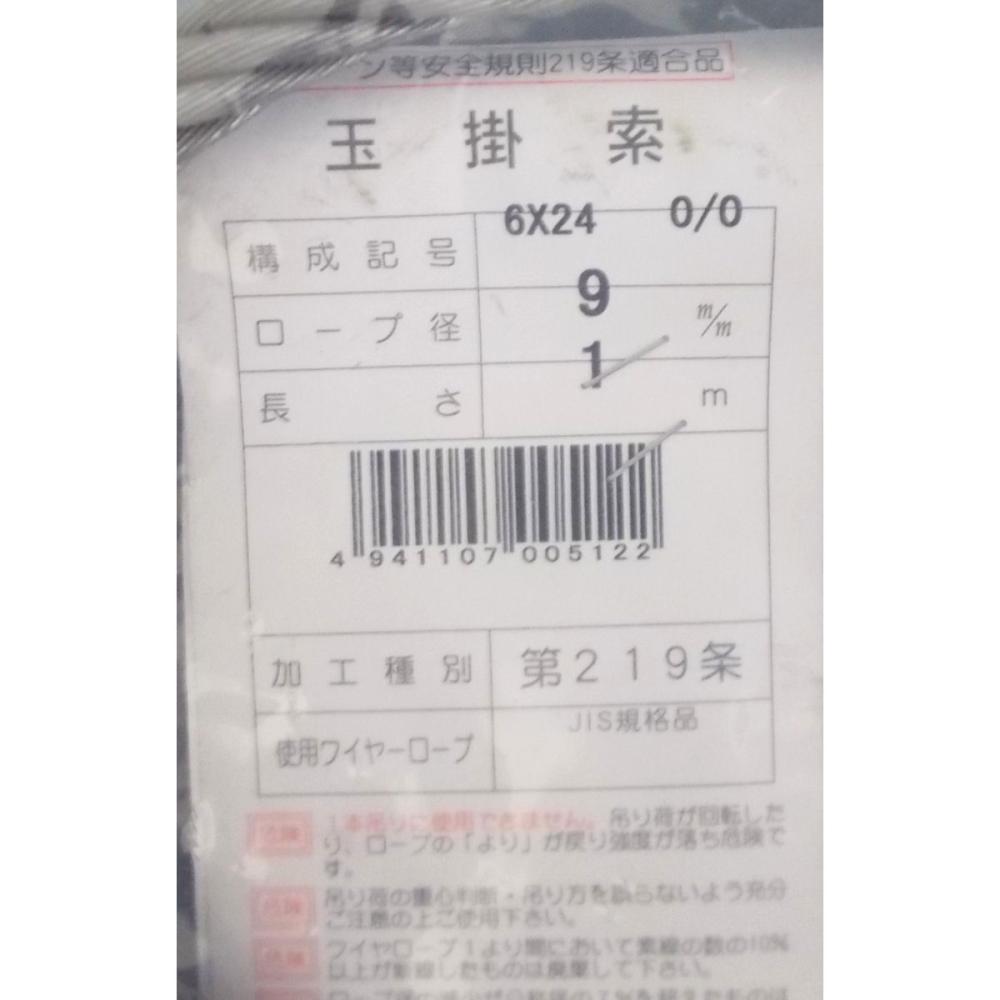 ン等安全規則219条適合品
玉掛索
構成記号 6X24 0/0
ロープ径 9 m/m
長さ 1 m
4 941107 005122
加工種別 第219条
使用ワイヤーロープ JIS規格品
危険 1本吊りに使用できません。吊り荷が回転した
り、ロープの「より」が戻り強度が落ち危険で
す。
危険 吊り荷の重心判断・吊り方を誤らないよう充分
ご注意の上ご使用下さい。
危険 ワイヤロープ1より間において素線の数の10%
以上が断線したものは廃棄して下さい。